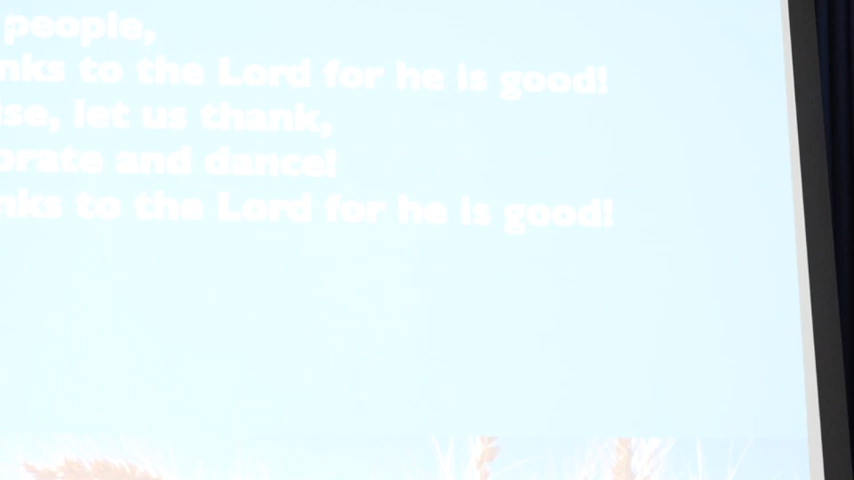 people,
nks to the Lord for he is good!
ise, let us thank,
brate and dance!
nks to the Lord for he is good!